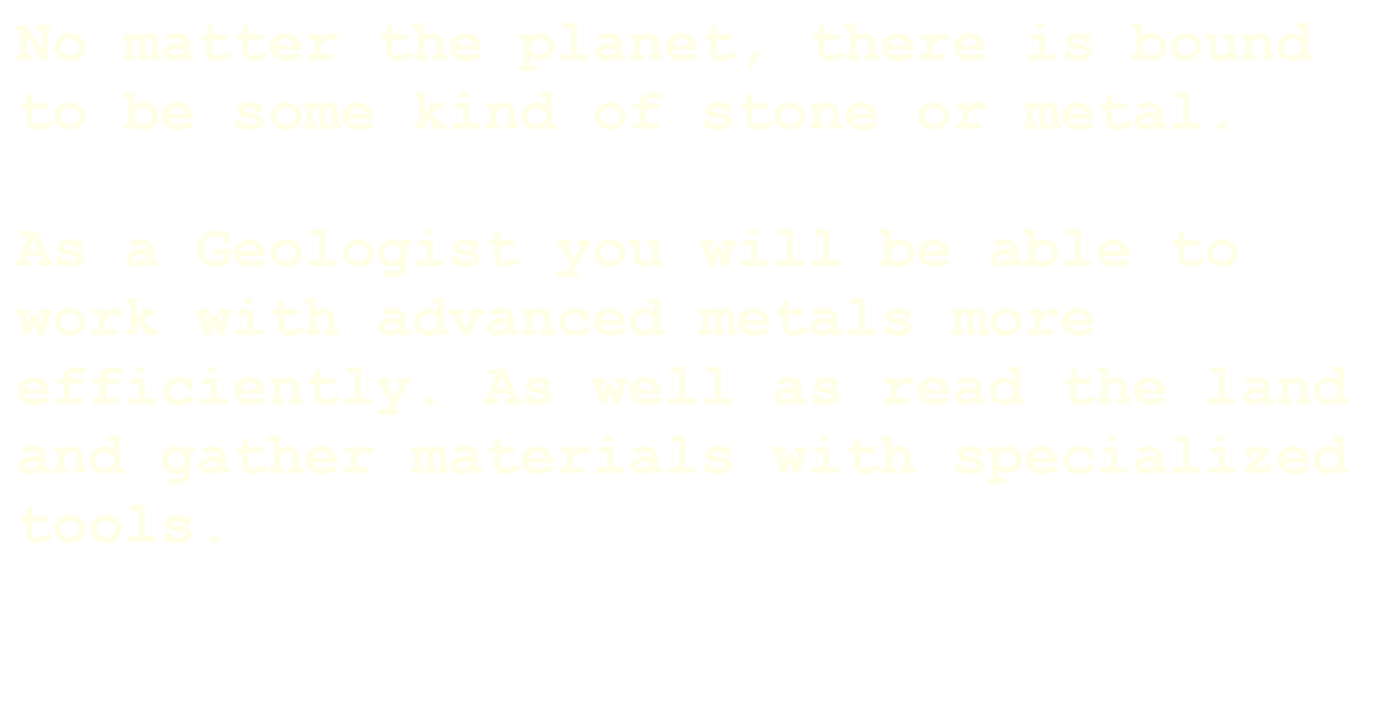 No matter the planet, there is bound
to be some kind of stone or metal.
As a Geologist you will be able to
work with advanced metals more
efficiently. As well as read the land
and gather materials with specialized
tools.